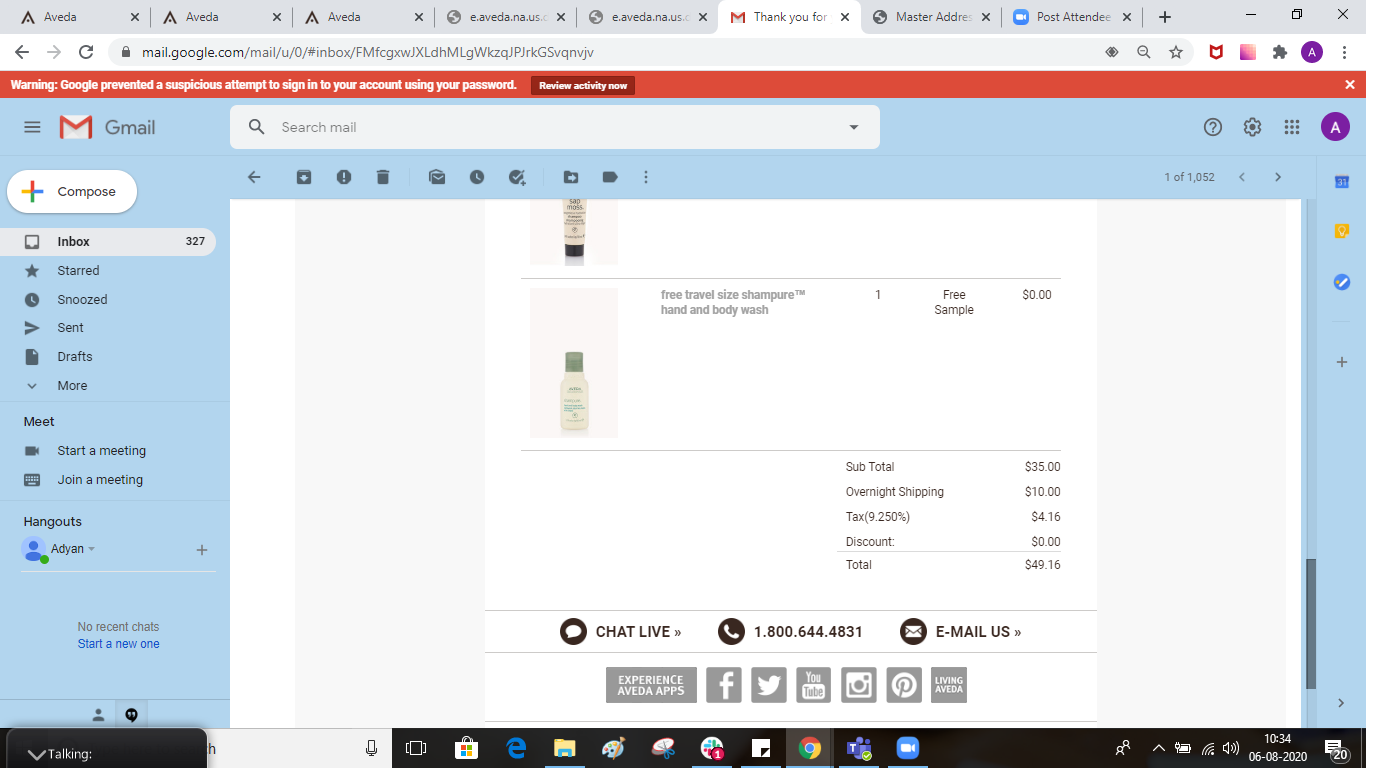 Aveda
Aveda
Aveda
e.aveda.na.us.c
e.aveda.na.us.c
Thank you for
Master Addres
Post Attendee
mail.google.com/mail/u/0/#inbox/FMfcgxwJXLdhMLgWkzqJPJrkGSvqnvjv
A
Warning: Google prevented a suspicious attempt to sign in to your account using your password.
Review activity now
Gmail
Search mail
A
Compose
1 of 1,052
31
Inbox 327
Starred
Snoozed
Sent
Drafts
More
Meet
Start a meeting
Join a meeting
Hangouts
Adyan
No recent chats
Start a new one
sap
moss
free travel size shampure™ 1 Free $0.00
hand and body wash Sample
AVEDA
Sub Total $35.00
Overnight Shipping $10.00
Tax(9.250%) $4.16
Discount: $0.00
Total $49.16
CHAT LIVE » 1.800.644.4831 E-MAIL US »
EXPERIENCE
AVEDA APPS
You
Tube
LIVING
AVEDA
Talking:
ch
1
10:34
06-08-2020
20